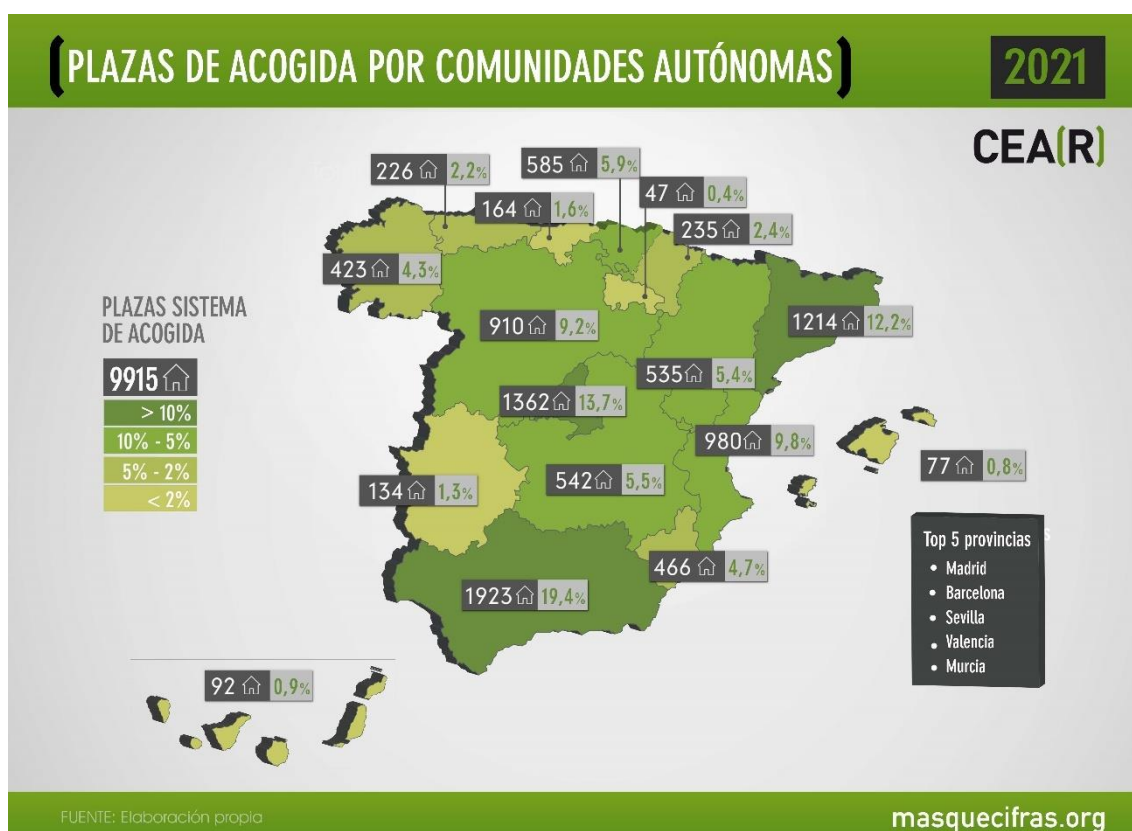 (PLAZAS DE ACOGIDA POR COMUNIDADES AUTÓNOMAS)
2021
CEA(R)
226 2,2%
585 5,9%
47 0,4%
164 1,6%
235 2,4%
423 4,3%
PLAZAS SISTEMA
DE ACOGIDA
9915
> 10%
10% - 5%
5% - 2%
< 2%
910 9,2%
1214 12,2%
535 5,4%
1362 13,7%
980 9,8%
77 0,8%
134 1,3%
542 5,5%
466 4,7%
1923 19,4%
92 0,9%
Top 5 provincias
• Madrid
• Barcelona
• Sevilla
• Valencia
• Murcia
FUENTE: Elaboración propia
masquecifras.org